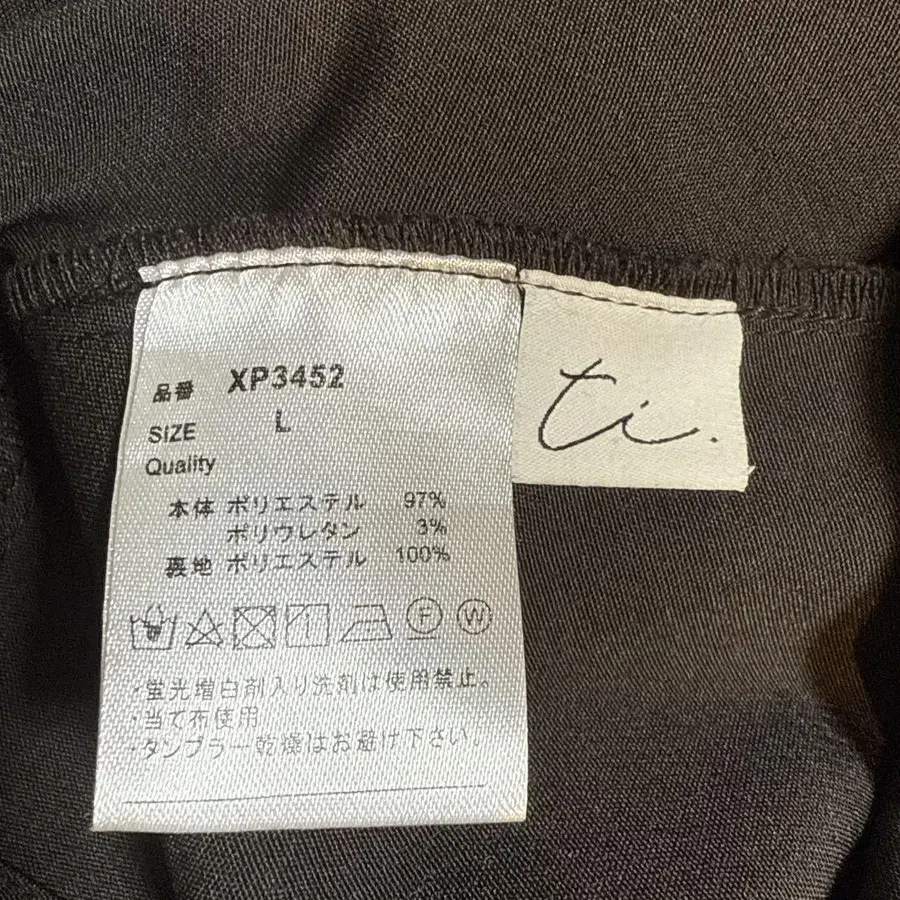 品番 XP3452
SIZE L
Quality
本体 ポリエステル 97%
ポリウレタン 3%
裏地 ポリエステル 100%
F W
・蛍光増白剤入り洗剤は使用禁止。
・当て布使用
・タンブラー乾燥はお避け下さい。
ti.